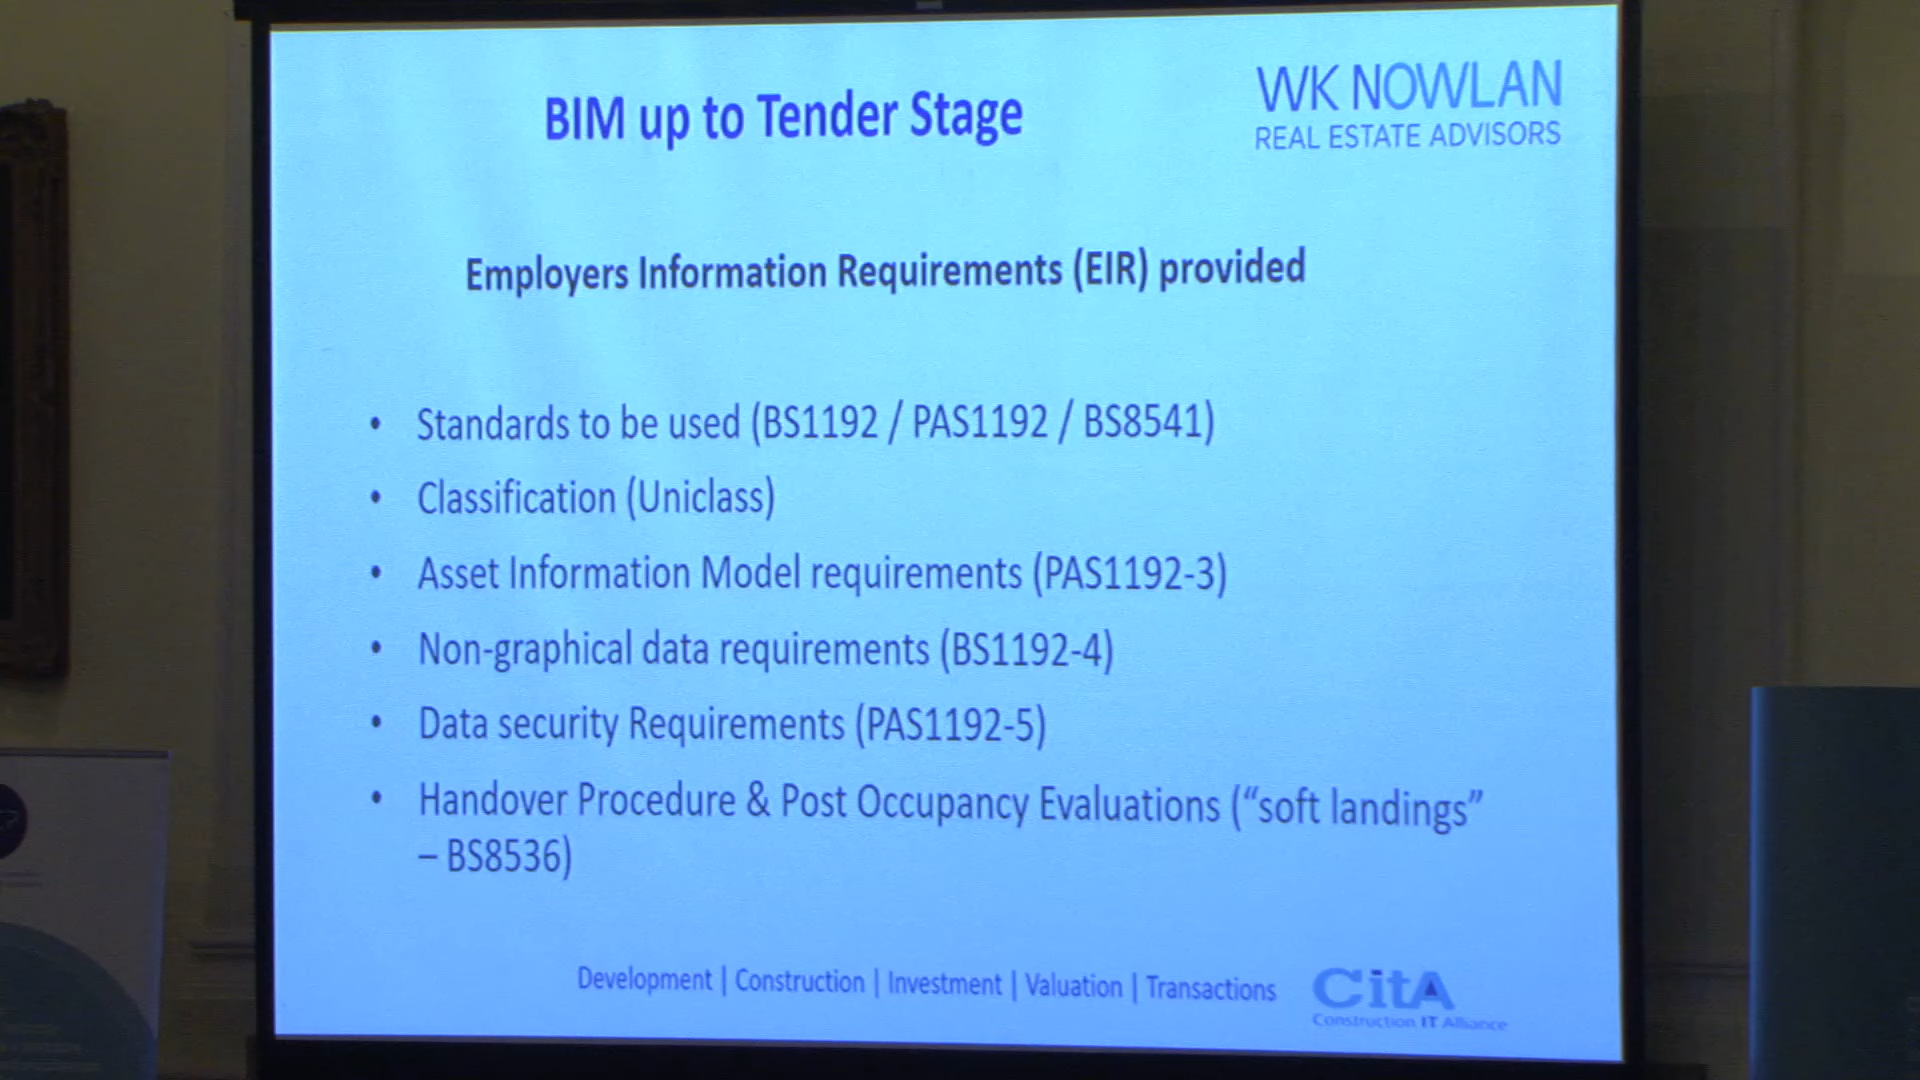 BIM up to Tender Stage
WK NOWLAN
REAL ESTATE ADVISORS
Employers Information Requirements (EIR) provided
• Standards to be used (BS1192 / PAS1192 / BS8541)
• Classification (Uniclass)
• Asset Information Model requirements (PAS1192-3)
• Non-graphical data requirements (BS1192-4)
• Data security Requirements (PAS1192-5)
• Handover Procedure & Post Occupancy Evaluations (“soft landings”
– BS8536)
Development | Construction | Investment | Valuation | Transactions
CitA
Construction IT Alliance